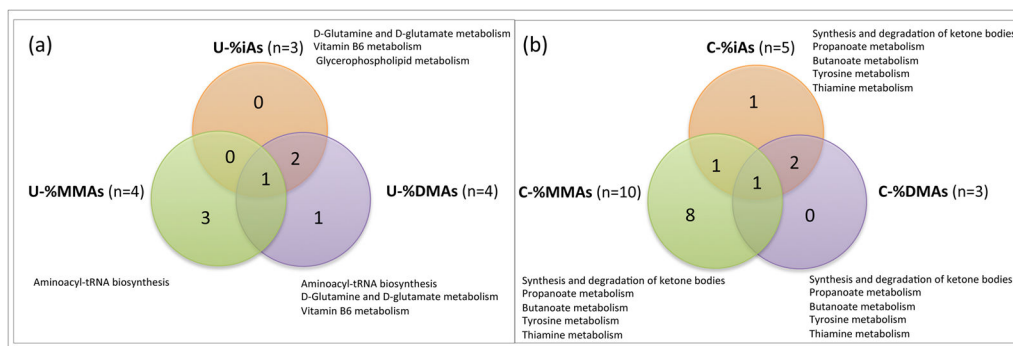 (a)
U-%iAs (n=3)
D-Glutamine and D-glutamate metabolism
Vitamin B6 metabolism
Glycerophospholipid metabolism
0
0
2
1
U-%MMAs (n=4)
U-%DMAs (n=4)
3
1
Aminoacyl-tRNA biosynthesis
Aminoacyl-tRNA biosynthesis
D-Glutamine and D-glutamate metabolism
Vitamin B6 metabolism
(b)
C-%iAs (n=5)
Synthesis and degradation of ketone bodies
Propanoate metabolism
Butanoate metabolism
Tyrosine metabolism
Thiamine metabolism
1
1
2
1
C-%MMAs (n=10)
C-%DMAs (n=3)
8
0
Synthesis and degradation of ketone bodies
Propanoate metabolism
Butanoate metabolism
Tyrosine metabolism
Thiamine metabolism
Synthesis and degradation of ketone bodies
Propanoate metabolism
Butanoate metabolism
Tyrosine metabolism
Thiamine metabolism